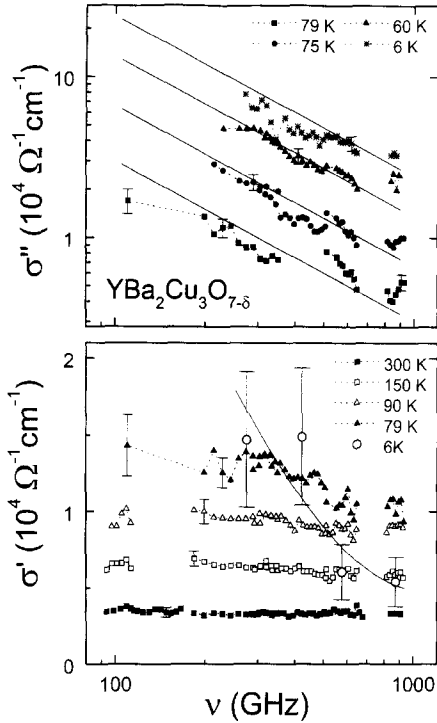 79 K 60 K
75 K 6 K
10
1
σ'' (10⁴ Ω⁻¹cm⁻¹)
YBa₂Cu₃O₇₋δ
2
300 K
150 K
90 K
79 K
6K
1
0
σ' (10⁴ Ω⁻¹cm⁻¹)
100 1000
ν (GHz)